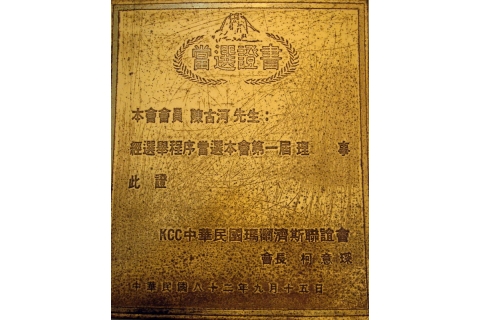 當選證書
本會會員 陳古河 先生：
經選舉程序當選本會第一屆 理 事
此 證
KCC中華民國瑪爾濟斯聯誼會
會長 柯 會 璨
中華民國八十二年九月十五日